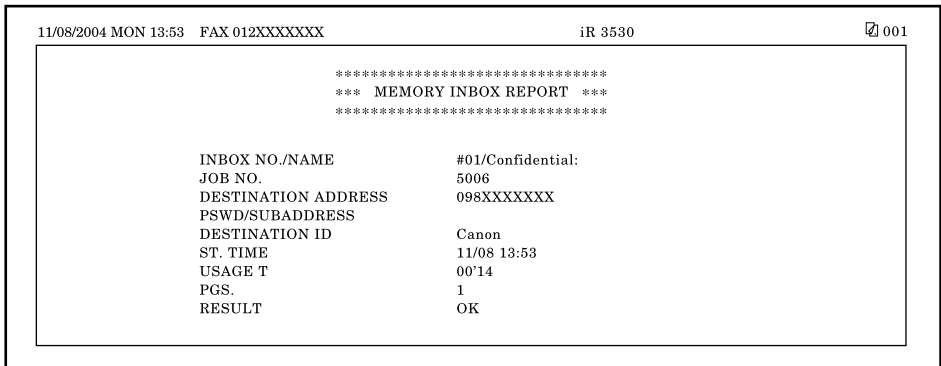 11/08/2004 MON 13:53 FAX 012XXXXXXX iR 3530 001
*******************************
*** MEMORY INBOX REPORT ***
*******************************
INBOX NO./NAME #01/Confidential:
JOB NO. 5006
DESTINATION ADDRESS 098XXXXXXX
PSWD/SUBADDRESS
DESTINATION ID Canon
ST. TIME 11/08 13:53
USAGE T 00'14
PGS. 1
RESULT OK